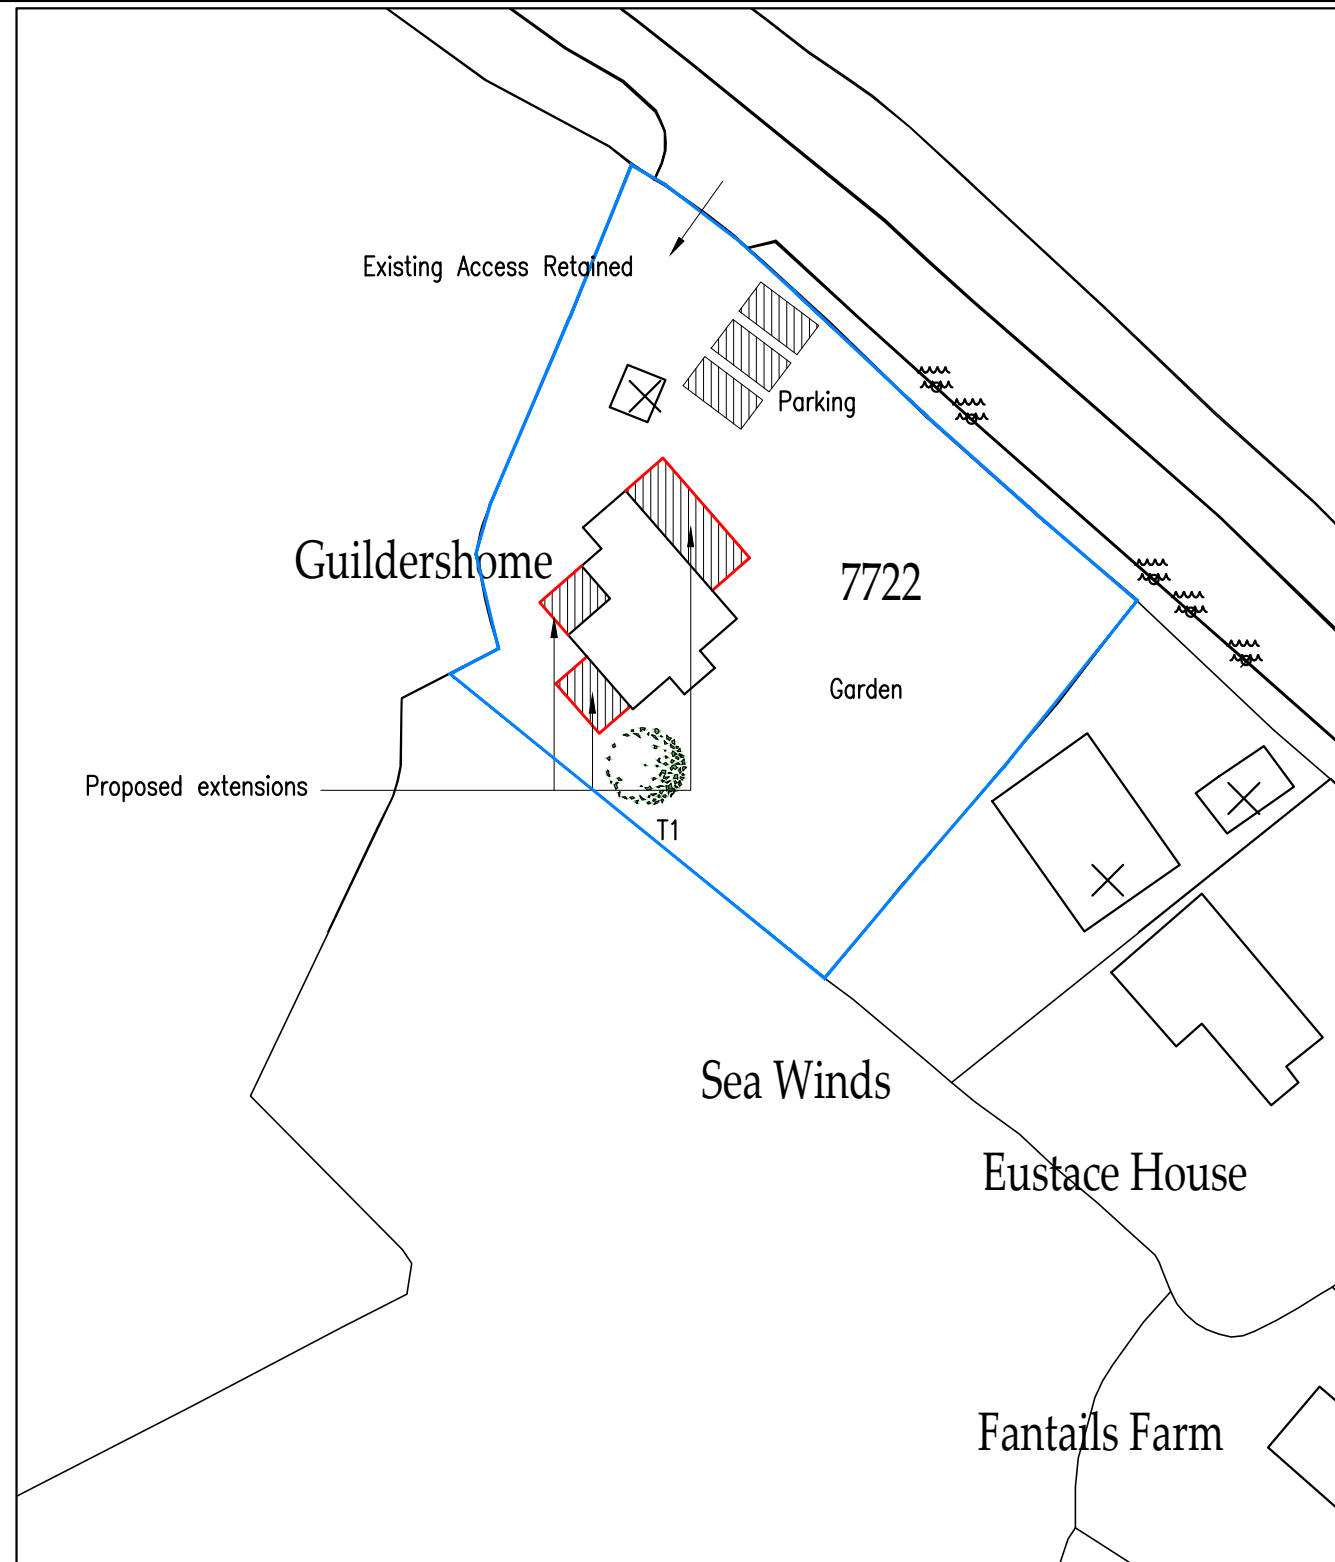 Existing Access Retained
Parking
Guildershome
7722
Garden
Proposed extensions
T1
Sea Winds
Eustace House
Fantails Farm